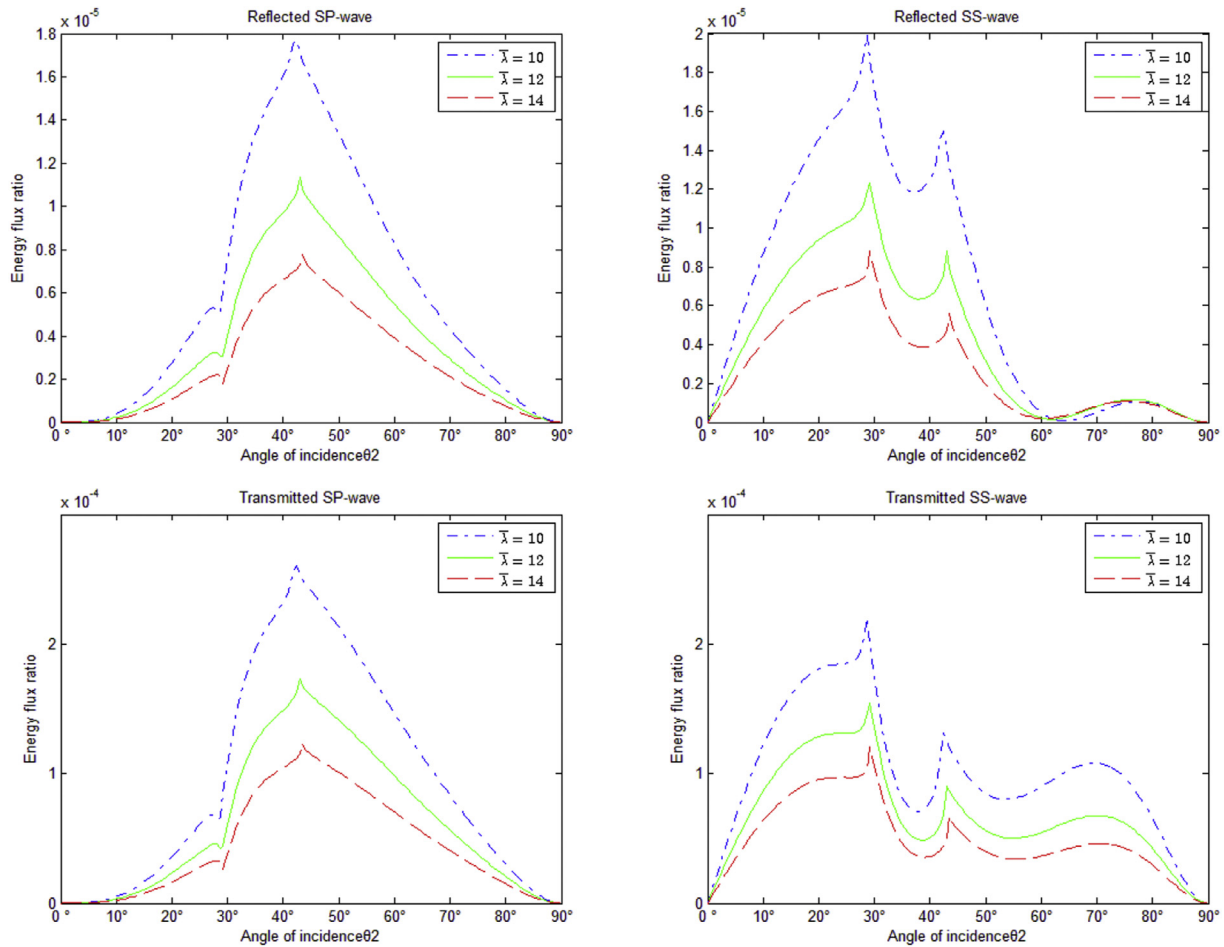 Reflected SP-wave
x 10^-5
Energy flux ratio
1.8
1.6
1.4
1.2
1
0.8
0.6
0.4
0.2
0
λ̅ = 10
λ̅ = 12
λ̅ = 14
0 ° 10° 20° 30° 40° 50° 60° 70° 80° 90°
Angle of incidenceθ2
Reflected SS-wave
x 10^-5
Energy flux ratio
2
1.8
1.6
1.4
1.2
1
0.8
0.6
0.4
0.2
0
λ̅ = 10
λ̅ = 12
λ̅ = 14
0 ° 10° 20° 30° 40° 50° 60° 70° 80° 90°
Angle of incidenceθ2
Transmitted SP-wave
x 10^-4
Energy flux ratio
2
1
0
λ̅ = 10
λ̅ = 12
λ̅ = 14
0 ° 10° 20° 30° 40° 50° 60° 70° 80° 90°
Angle of incidenceθ2
Transmitted SS-wave
x 10^-4
Energy flux ratio
2
1
0
λ̅ = 10
λ̅ = 12
λ̅ = 14
0 ° 10° 20° 30° 40° 50° 60° 70° 80° 90°
Angle of incidenceθ2